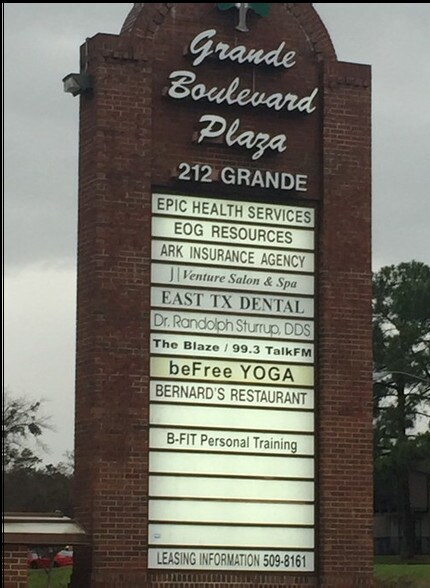 Grande
Boulevard
Plaza
212 GRANDE
EPIC HEALTH SERVICES
EOG RESOURCES
ARK INSURANCE AGENCY
J||Venture Salon & Spa
EAST TX DENTAL
Dr. Randolph Sturrup, DDS
The Blaze / 99.3 TalkFM
beFree YOGA
BERNARD'S RESTAURANT
B-FIT Personal Training
LEASING INFORMATION 509-8161